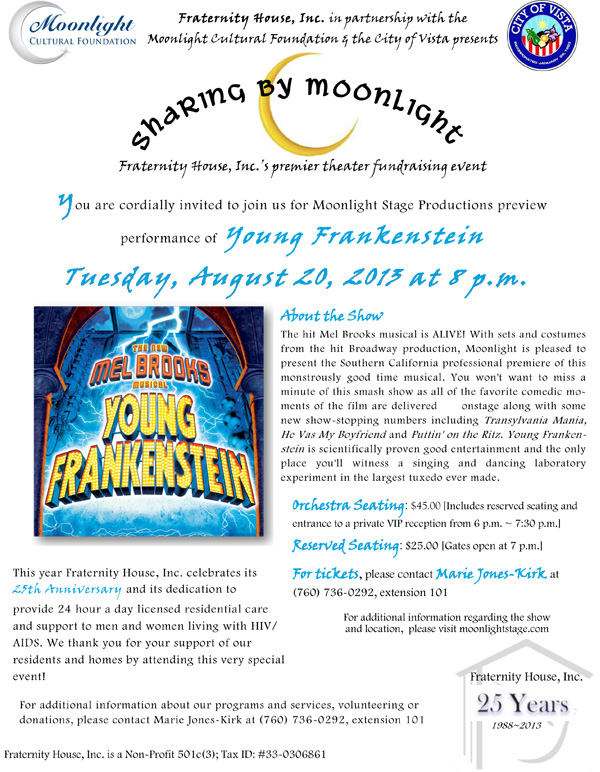 Moonlight
CULTURAL FOUNDATION
Fraternity House, Inc. in partnership with the
Moonlight Cultural Foundation & the City of Vista presents
CITY OF VISTA
SHARING BY MOONLIGHT
Fraternity House, Inc.'s premier theater fundraising event
You are cordially invited to join us for Moonlight Stage Productions preview
performance of Young Frankenstein
Tuesday, August 20, 2013 at 8 p.m.
THE NEW
MEL BROOKS
MUSICAL
YOUNG
FRANKENSTEIN
About the Show
The hit Mel Brooks musical is ALIVE! With sets and costumes
from the hit Broadway production, Moonlight is pleased to
present the Southern California professional premiere of this
monstrously good time musical. You won't want to miss a
minute of this smash show as all of the favorite comedic mo-
ments of the film are delivered onstage along with some
new show-stopping numbers including Transylvania Mania,
He Vas My Boyfriend and Puttin' on the Ritz. Young Franken-
stein is scientifically proven good entertainment and the only
place you'll witness a singing and dancing laboratory
experiment in the largest tuxedo ever made.
Orchestra Seating: $45.00 [Includes reserved seating and
entrance to a private VIP reception from 6 p.m. ~ 7:30 p.m.]
Reserved Seating: $25.00 [Gates open at 7 p.m.]
For tickets, please contact Marie Jones-Kirk at
(760) 736-0292, extension 101
For additional information regarding the show
and location, please visit moonlightstage.com
This year Fraternity House, Inc. celebrates its
25th Anniversary and its dedication to
provide 24 hour a day licensed residential care
and support to men and women living with HIV/
AIDS. We thank you for your support of our
residents and homes by attending this very special
event!
For additional information about our programs and services, volunteering or
donations, please contact Marie Jones-Kirk at (760) 736-0292, extension 101
Fraternity House, Inc.
25 Years
1988~2013
Fraternity House, Inc. is a Non-Profit 501c(3); Tax ID: #33-0306861